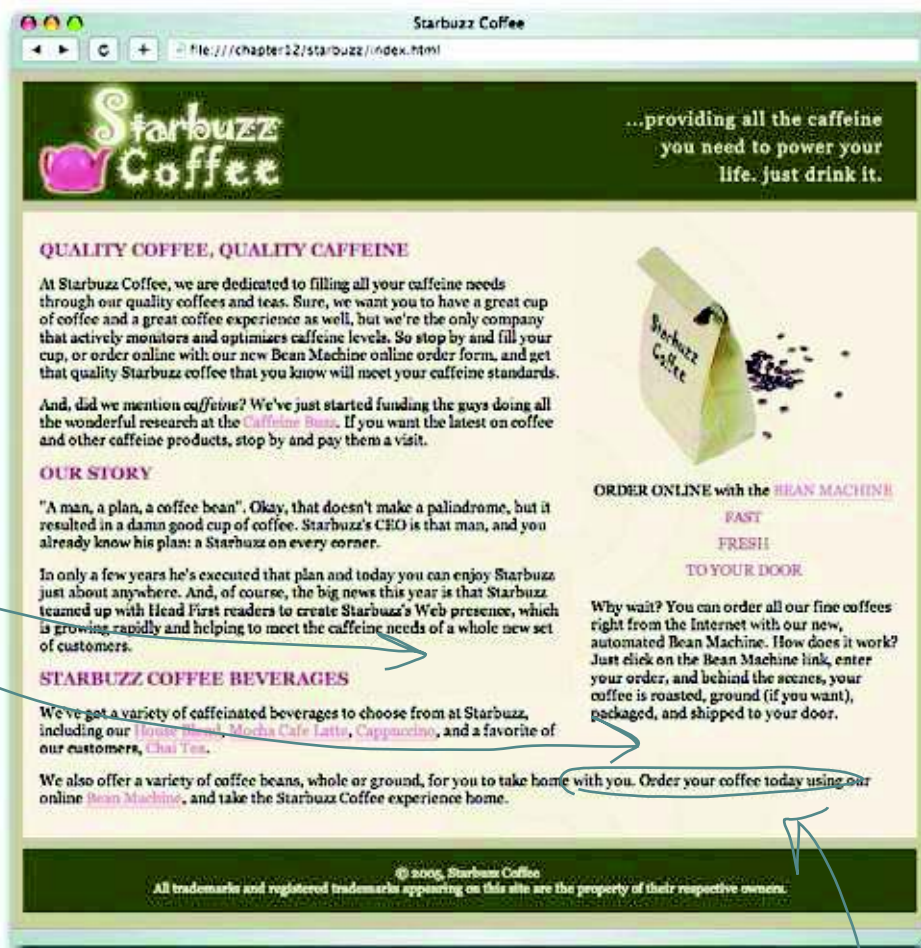 Starbuzz Coffee
file:///chapter12/starbuzz/index.html
Starbuzz
Coffee
...providing all the caffeine
you need to power your
life. just drink it.
QUALITY COFFEE, QUALITY CAFFEINE
At Starbuzz Coffee, we are dedicated to filling all your caffeine needs
through our quality coffees and teas. Sure, we want you to have a great cup
of coffee and a great coffee experience as well, but we're the only company
that actively monitors and optimizes caffeine levels. So stop by and fill your
cup, or order online with our new Bean Machine online order form, and get
that quality Starbuzz coffee that you know will meet your caffeine standards.
And, did we mention caffeine? We've just started funding the guys doing all
the wonderful research at the Caffeine Buzz. If you want the latest on coffee
and other caffeine products, stop by and pay them a visit.
OUR STORY
"A man, a plan, a coffee bean". Okay, that doesn't make a palindrome, but it
resulted in a damn good cup of coffee. Starbuzz's CEO is that man, and you
already know his plan: a Starbuzz on every corner.
In only a few years he's executed that plan and today you can enjoy Starbuzz
just about anywhere. And, of course, the big news this year is that Starbuzz
teamed up with Head First readers to create Starbuzz's Web presence, which
is growing rapidly and helping to meet the caffeine needs of a whole new set
of customers.
STARBUZZ COFFEE BEVERAGES
We've got a variety of caffeinated beverages to choose from at Starbuzz,
including our House Blend, Mocha Cafe Latte, Cappuccino, and a favorite of
our customers, Chai Tea.
We also offer a variety of coffee beans, whole or ground, for you to take home with you. Order your coffee today using our
online Bean Machine, and take the Starbuzz Coffee experience home.
Starbuzz
Coffee
ORDER ONLINE with the BEAN MACHINE
FAST
FRESH
TO YOUR DOOR
Why wait? You can order all our fine coffees
right from the Internet with our new,
automated Bean Machine. How does it work?
Just click on the Bean Machine link, enter
your order, and behind the scenes, your
coffee is roasted, ground (if you want),
packaged, and shipped to your door.
© 2005, Starbuzz Coffee
All trademarks and registered trademarks appearing on this site are the property of their respective owners.